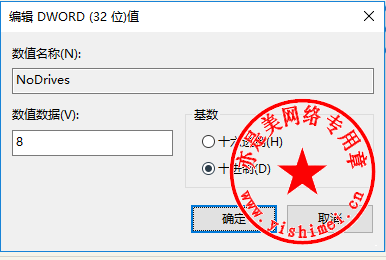 编辑 DWORD (32 位)值
数值名称(N):
NoDrives
数值数据(V):
8
基数
十六进制(H)
十进制(D)
确定
取消
亦是美网络专用章
www.yishimei.cn